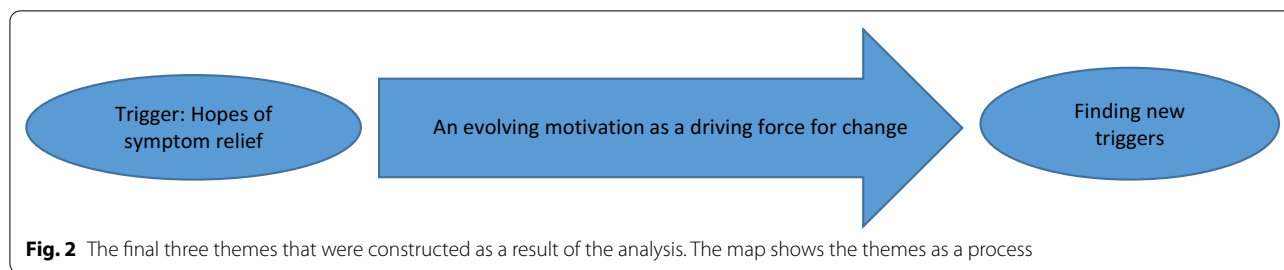 Trigger: Hopes of
symptom relief
An evolving motivation as a driving force for change
Finding new
triggers
Fig. 2 The final three themes that were constructed as a result of the analysis. The map shows the themes as a process